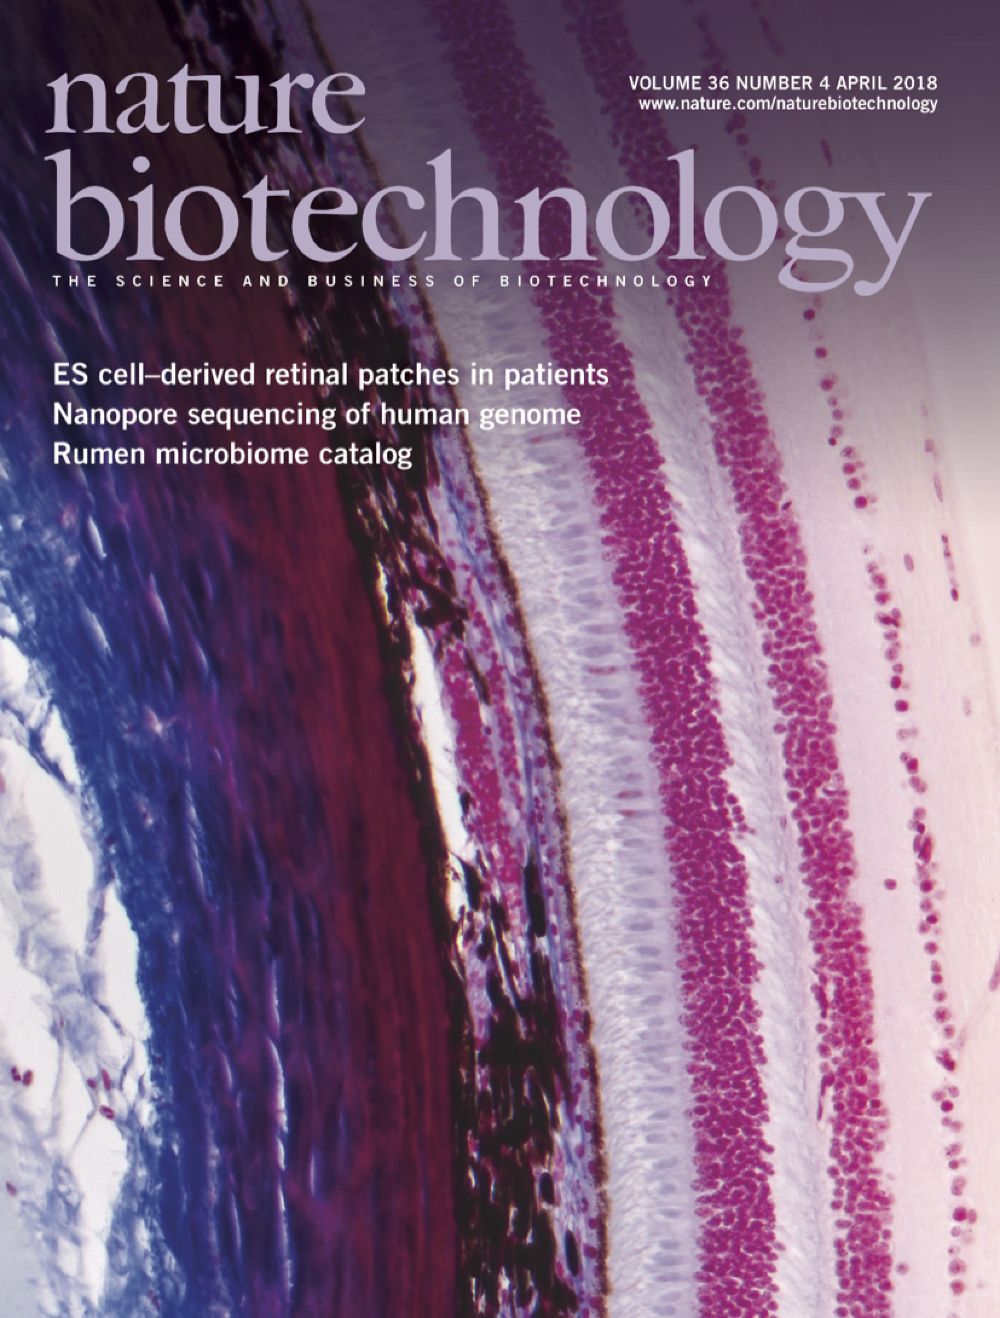 nature
VOLUME 36 NUMBER 4 APRIL 2018
www.nature.com/naturebiotechnology
biotechnology
THE SCIENCE AND BUSINESS OF BIOTECHNOLOGY
ES cell–derived retinal patches in patients
Nanopore sequencing of human genome
Rumen microbiome catalog